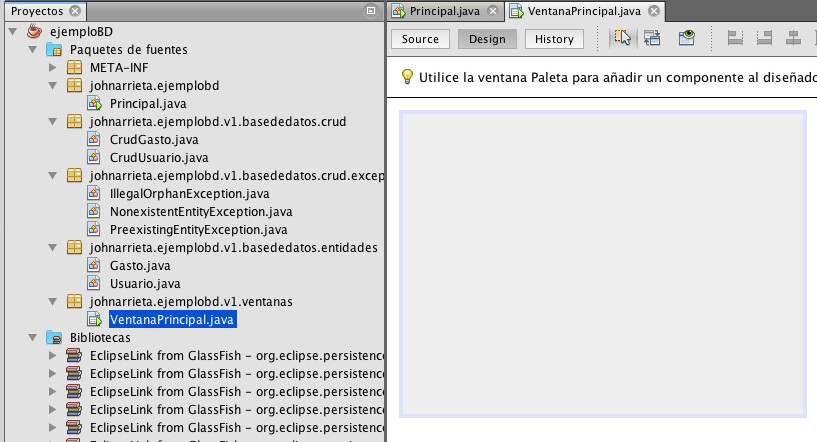 Proyectos
ejemploBD
Paquetes de fuentes
META-INF
johnarrieta.ejemplobd
Principal.java
johnarrieta.ejemplobd.v1.basededatos.crud
CrudGasto.java
CrudUsuario.java
johnarrieta.ejemplobd.v1.basededatos.crud.excep
IllegalOrphanException.java
NonexistentEntityException.java
PreexistingEntityException.java
johnarrieta.ejemplobd.v1.basededatos.entidades
Gasto.java
Usuario.java
johnarrieta.ejemplobd.v1.ventanas
VentanaPrincipal.java
Bibliotecas
EclipseLink from GlassFish - org.eclipse.persistence
EclipseLink from GlassFish - org.eclipse.persistence
EclipseLink from GlassFish - org.eclipse.persistence
EclipseLink from GlassFish - org.eclipse.persistence
EclipseLink from GlassFish - org.eclipse.persistence
Principal.java VentanaPrincipal.java
Source Design History
Utilice la ventana Paleta para añadir un componente al diseñado